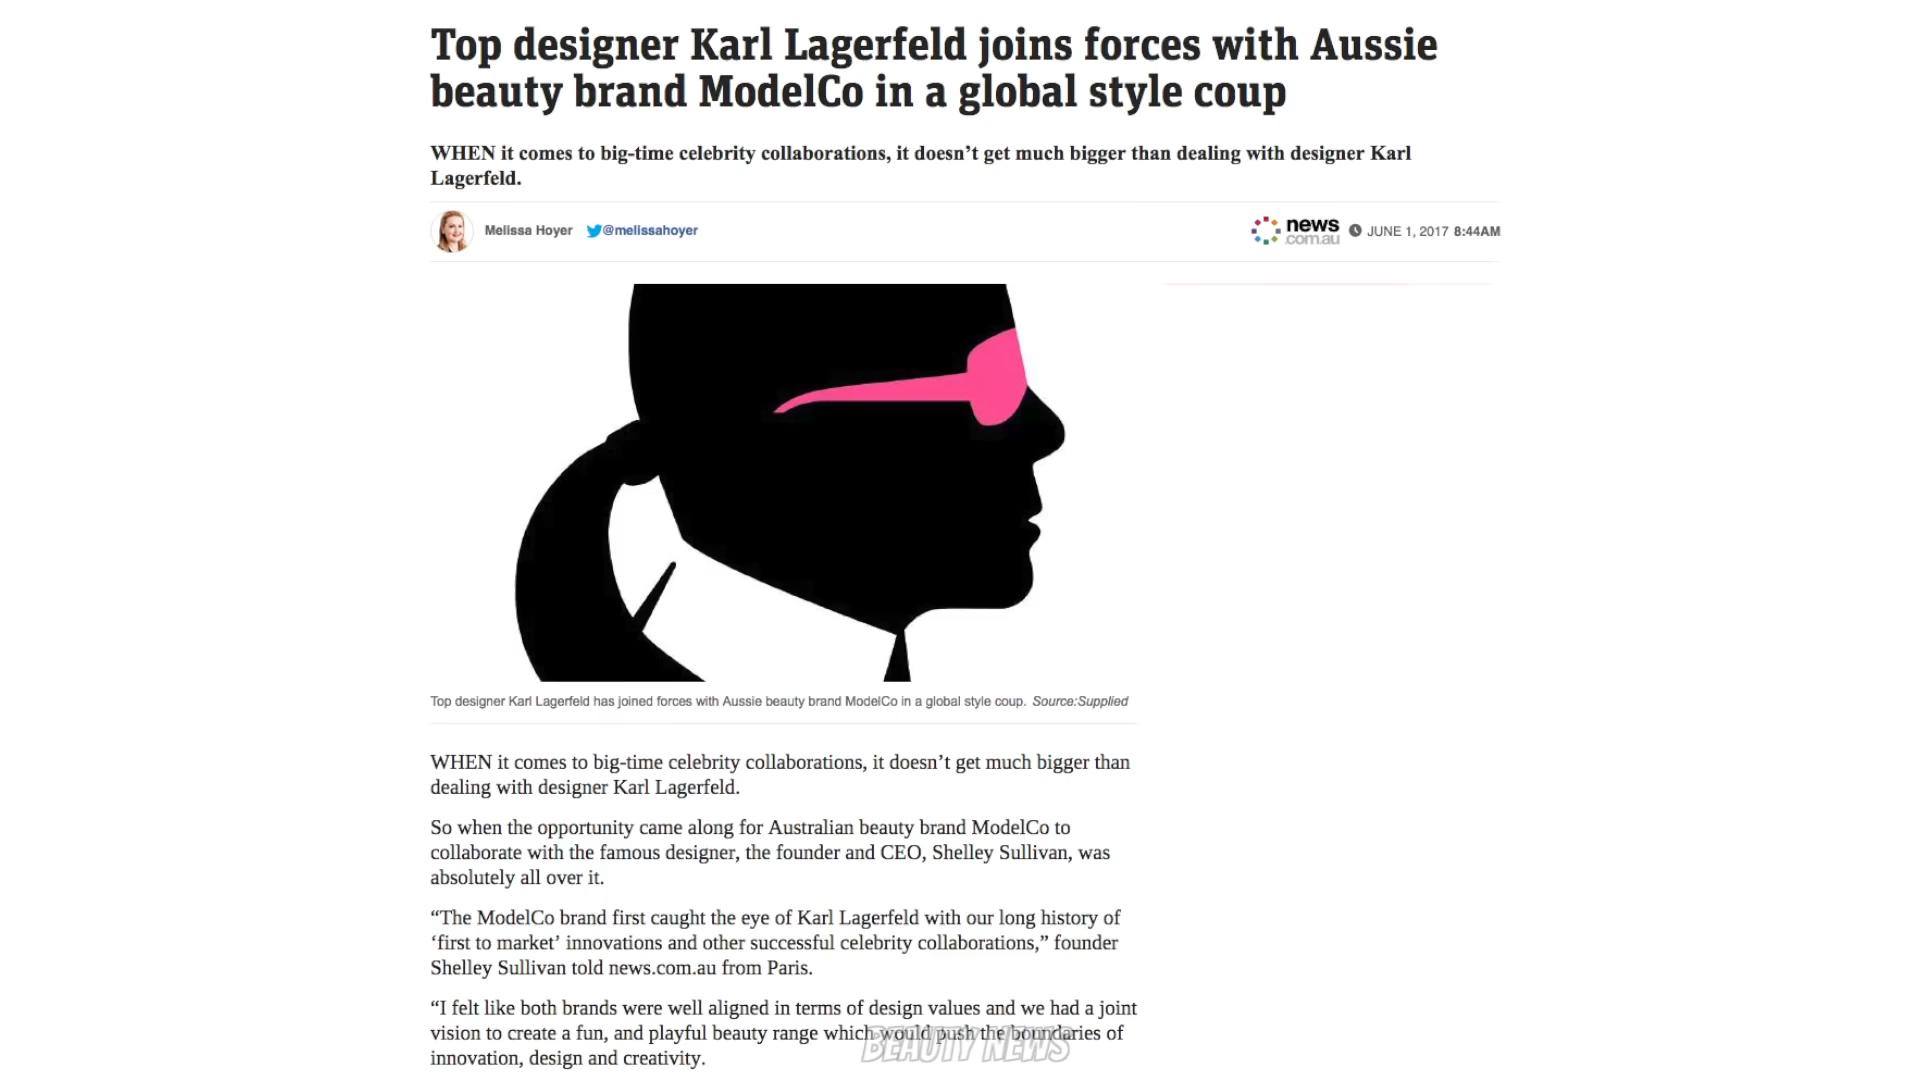 Top designer Karl Lagerfeld joins forces with Aussie
beauty brand ModelCo in a global style coup
WHEN it comes to big-time celebrity collaborations, it doesn’t get much bigger than dealing with designer Karl
Lagerfeld.
Melissa Hoyer @melissahoyer
news
.com.au
JUNE 1, 2017 8:44AM
Top designer Karl Lagerfeld has joined forces with Aussie beauty brand ModelCo in a global style coup. Source:Supplied
WHEN it comes to big-time celebrity collaborations, it doesn’t get much bigger than
dealing with designer Karl Lagerfeld.
So when the opportunity came along for Australian beauty brand ModelCo to
collaborate with the famous designer, the founder and CEO, Shelley Sullivan, was
absolutely all over it.
“The ModelCo brand first caught the eye of Karl Lagerfeld with our long history of
‘first to market’ innovations and other successful celebrity collaborations,” founder
Shelley Sullivan told news.com.au from Paris.
“I felt like both brands were well aligned in terms of design values and we had a joint
vision to create a fun, and playful beauty range which would push the boundaries of
innovation, design and creativity.
BEAUTY NEWS